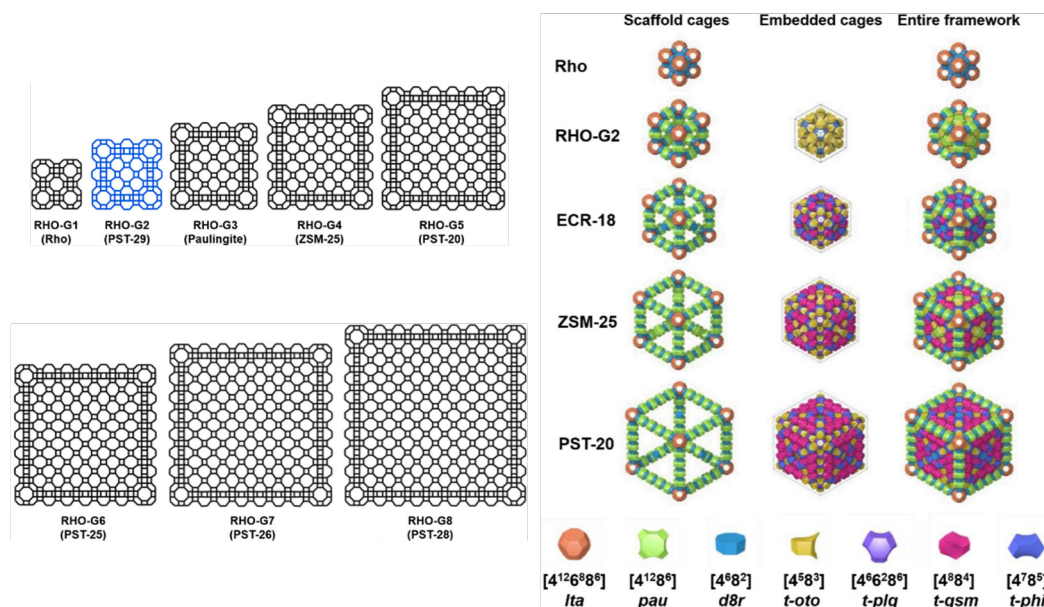 Scaffold cages Embedded cages Entire framework
Rho
RHO-G2
ECR-18
ZSM-25
PST-20
RHO-G1 RHO-G2 RHO-G3 RHO-G4 RHO-G5
(Rho) (PST-29) (Paulingite) (ZSM-25) (PST-20)
RHO-G6 RHO-G7 RHO-G8
(PST-25) (PST-26) (PST-28)
[4¹²6⁸8⁶] [4¹²8⁶] [4⁶8²] [4⁵8³] [4⁶6²8⁶] [4⁸8⁴] [4⁷8⁵]
lta pau d8r t-oto t-plg t-gsm t-phi